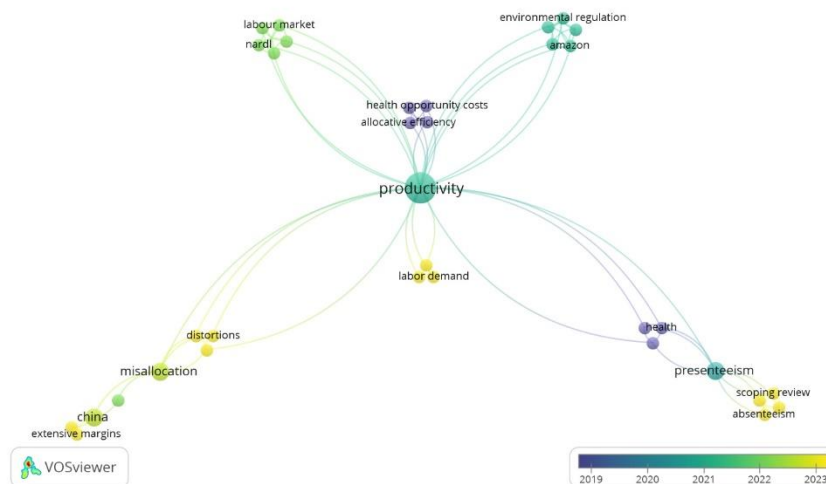 labour market
nardl
environmental regulation
amazon
health opportunity costs
allocative efficiency
productivity
labor demand
distortions
misallocation
china
extensive margins
health
presenteeism
scoping review
absenteeism
VOSviewer
2019 2020 2021 2022 2023